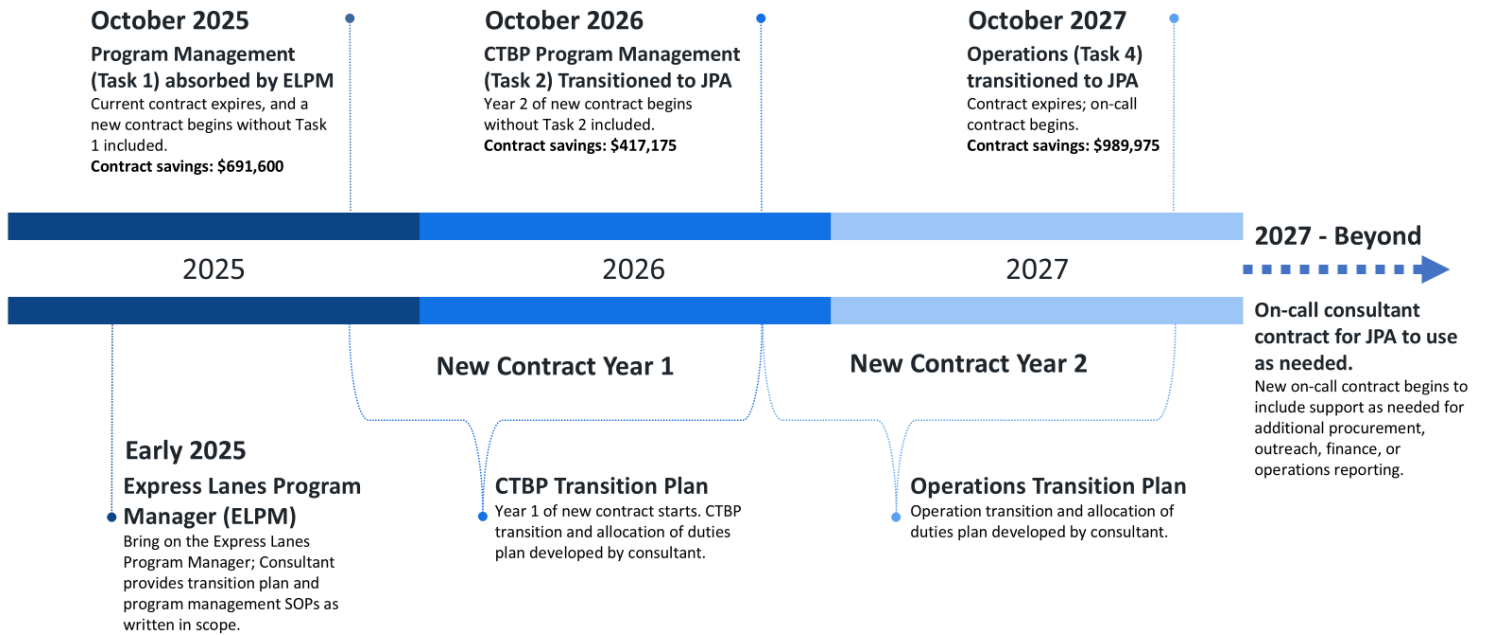 October 2025
Program Management
(Task 1) absorbed by ELPM
Current contract expires, and a
new contract begins without Task
1 included.
Contract savings: $691,600
October 2026
CTBP Program Management
(Task 2) Transitioned to JPA
Year 2 of new contract begins
without Task 2 included.
Contract savings: $417,175
October 2027
Operations (Task 4)
transitioned to JPA
Contract expires; on-call
contract begins.
Contract savings: $989,975
2025
2026
2027
2027 - Beyond
On-call consultant
contract for JPA to use
as needed.
New on-call contract begins to
include support as needed for
additional procurement,
outreach, finance, or
operations reporting.
New Contract Year 1
New Contract Year 2
Early 2025
Express Lanes Program
Manager (ELPM)
Bring on the Express Lanes
Program Manager; Consultant
provides transition plan and
program management SOPs as
written in scope.
CTBP Transition Plan
Year 1 of new contract starts. CTBP
transition and allocation of duties
plan developed by consultant.
Operations Transition Plan
Operation transition and allocation of
duties plan developed by consultant.